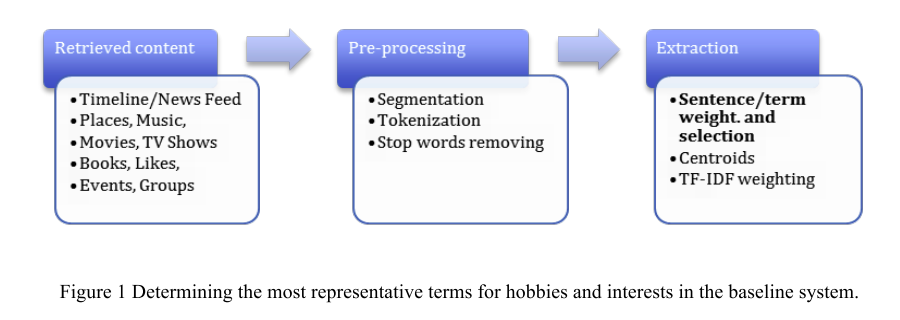 Retrieved content
• Timeline/News Feed
• Places, Music,
• Movies, TV Shows
• Books, Likes,
• Events, Groups
Pre-processing
• Segmentation
• Tokenization
• Stop words removing
Extraction
• Sentence/term
weight. and
selection
• Centroids
• TF-IDF weighting
Figure 1 Determining the most representative terms for hobbies and interests in the baseline system.